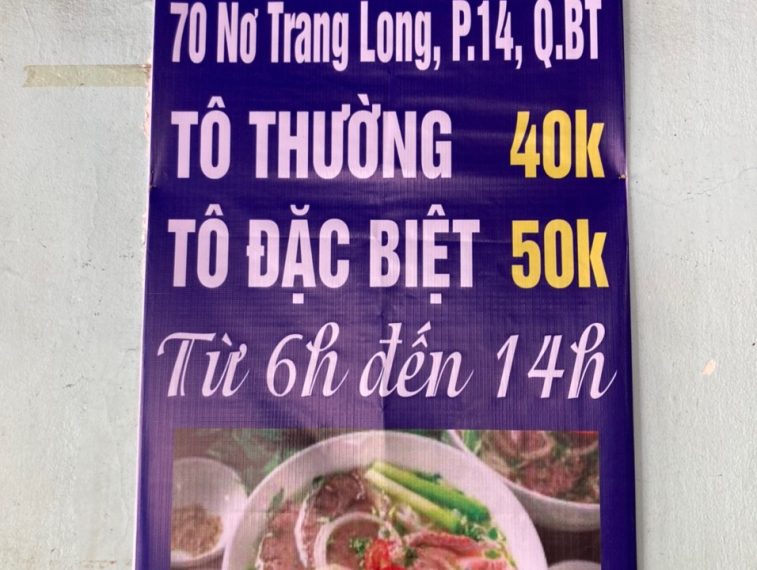 70 Nơ Trang Long, P.14, Q.BT
TÔ THƯỜNG 40k
TÔ ĐẶC BIỆT 50k
Từ 6h đến 14h